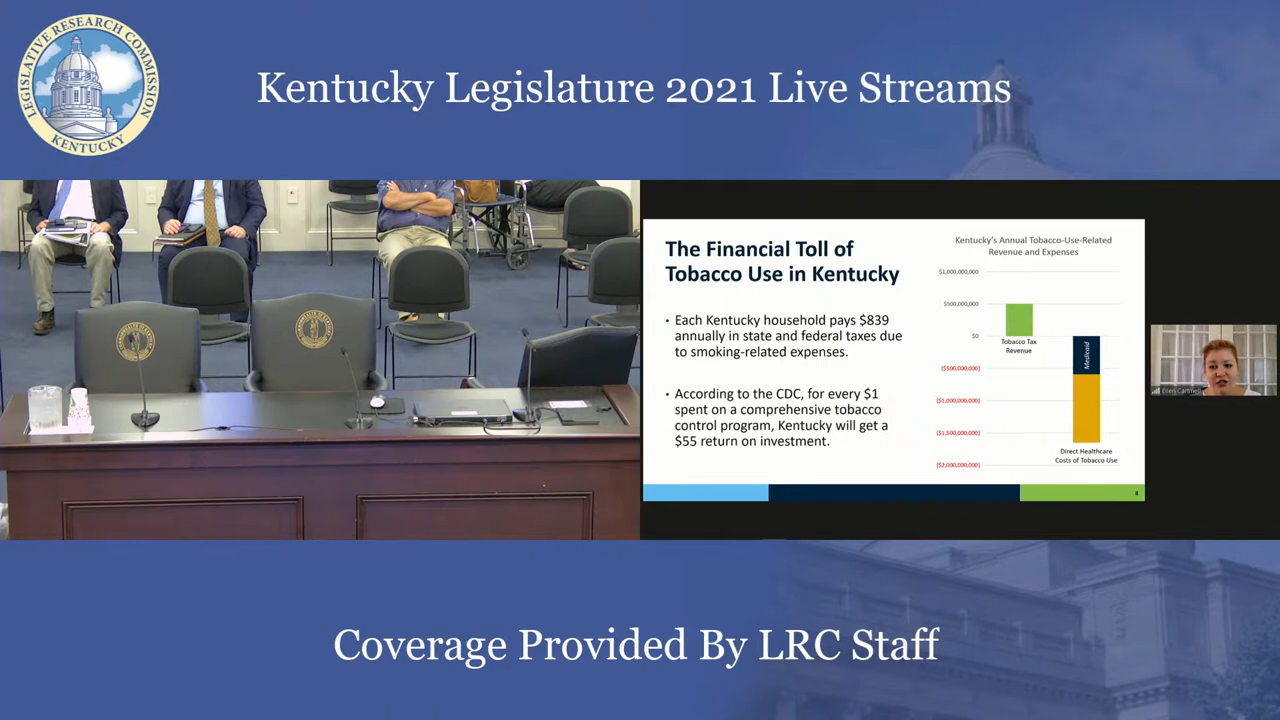 LEGISLATIVE RESEARCH COMMISSION
KENTUCKY
Kentucky Legislature 2021 Live Streams
The Financial Toll of
Tobacco Use in Kentucky
• Each Kentucky household pays $839
annually in state and federal taxes due
to smoking-related expenses.
• According to the CDC, for every $1
spent on a comprehensive tobacco
control program, Kentucky will get a
$55 return on investment.
Kentucky's Annual Tobacco-Use-Related
Revenue and Expenses
$1,000,000,000
$500,000,000
$0
($500,000,000)
($1,000,000,000)
($1,500,000,000)
($2,000,000,000)
Tobacco Tax
Revenue
Medicaid
Direct Healthcare
Costs of Tobacco Use
8
Ellen Cartmell
Coverage Provided By LRC Staff